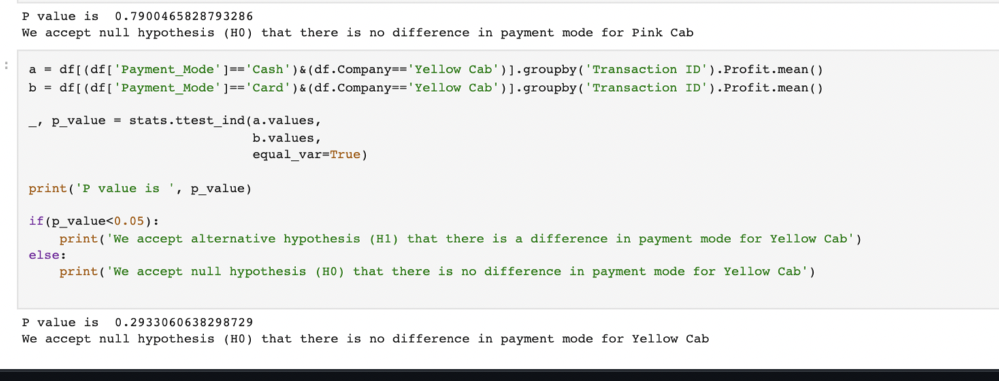 P value is  0.7900465828793286
We accept null hypothesis (H0) that there is no difference in payment mode for Pink Cab
:
a = df[(df['Payment_Mode']=='Cash')&(df.Company=='Yellow Cab')].groupby('Transaction ID').Profit.mean()
b = df[(df['Payment_Mode']=='Card')&(df.Company=='Yellow Cab')].groupby('Transaction ID').Profit.mean()
_, p_value = stats.ttest_ind(a.values,
                             b.values,
                             equal_var=True)
print('P value is ', p_value)
if(p_value<0.05):
    print('We accept alternative hypothesis (H1) that there is a difference in payment mode for Yellow Cab')
else:
    print('We accept null hypothesis (H0) that there is no difference in payment mode for Yellow Cab')
P value is  0.2933060638298729
We accept null hypothesis (H0) that there is no difference in payment mode for Yellow Cab